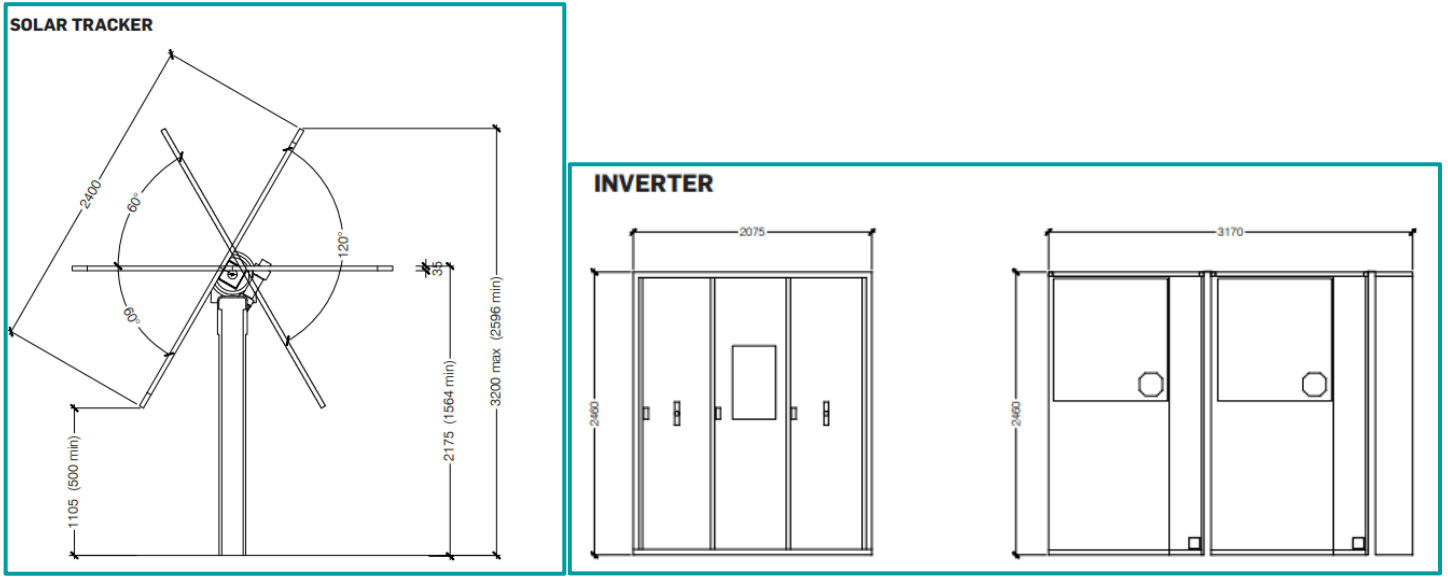 SOLAR TRACKER
2400
60°
60°
120°
35
1105 (500 min)
2175 (1564 min)
3200 max (2596 min)
INVERTER
2075
2460
3170
2460